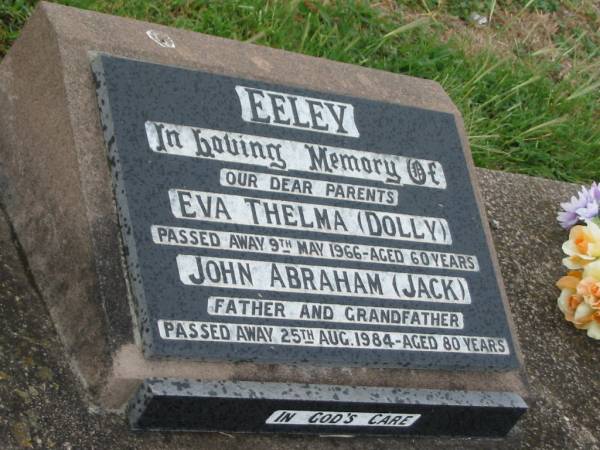 EELEY
In Loving Memory Of
OUR DEAR PARENTS
EVA THELMA (DOLLY)
PASSED AWAY 9TH MAY 1966-AGED 60 YEARS
JOHN ABRAHAM (JACK)
FATHER AND GRANDFATHER
PASSED AWAY 25TH AUG. 1984-AGED 80 YEARS
IN GOD'S CARE